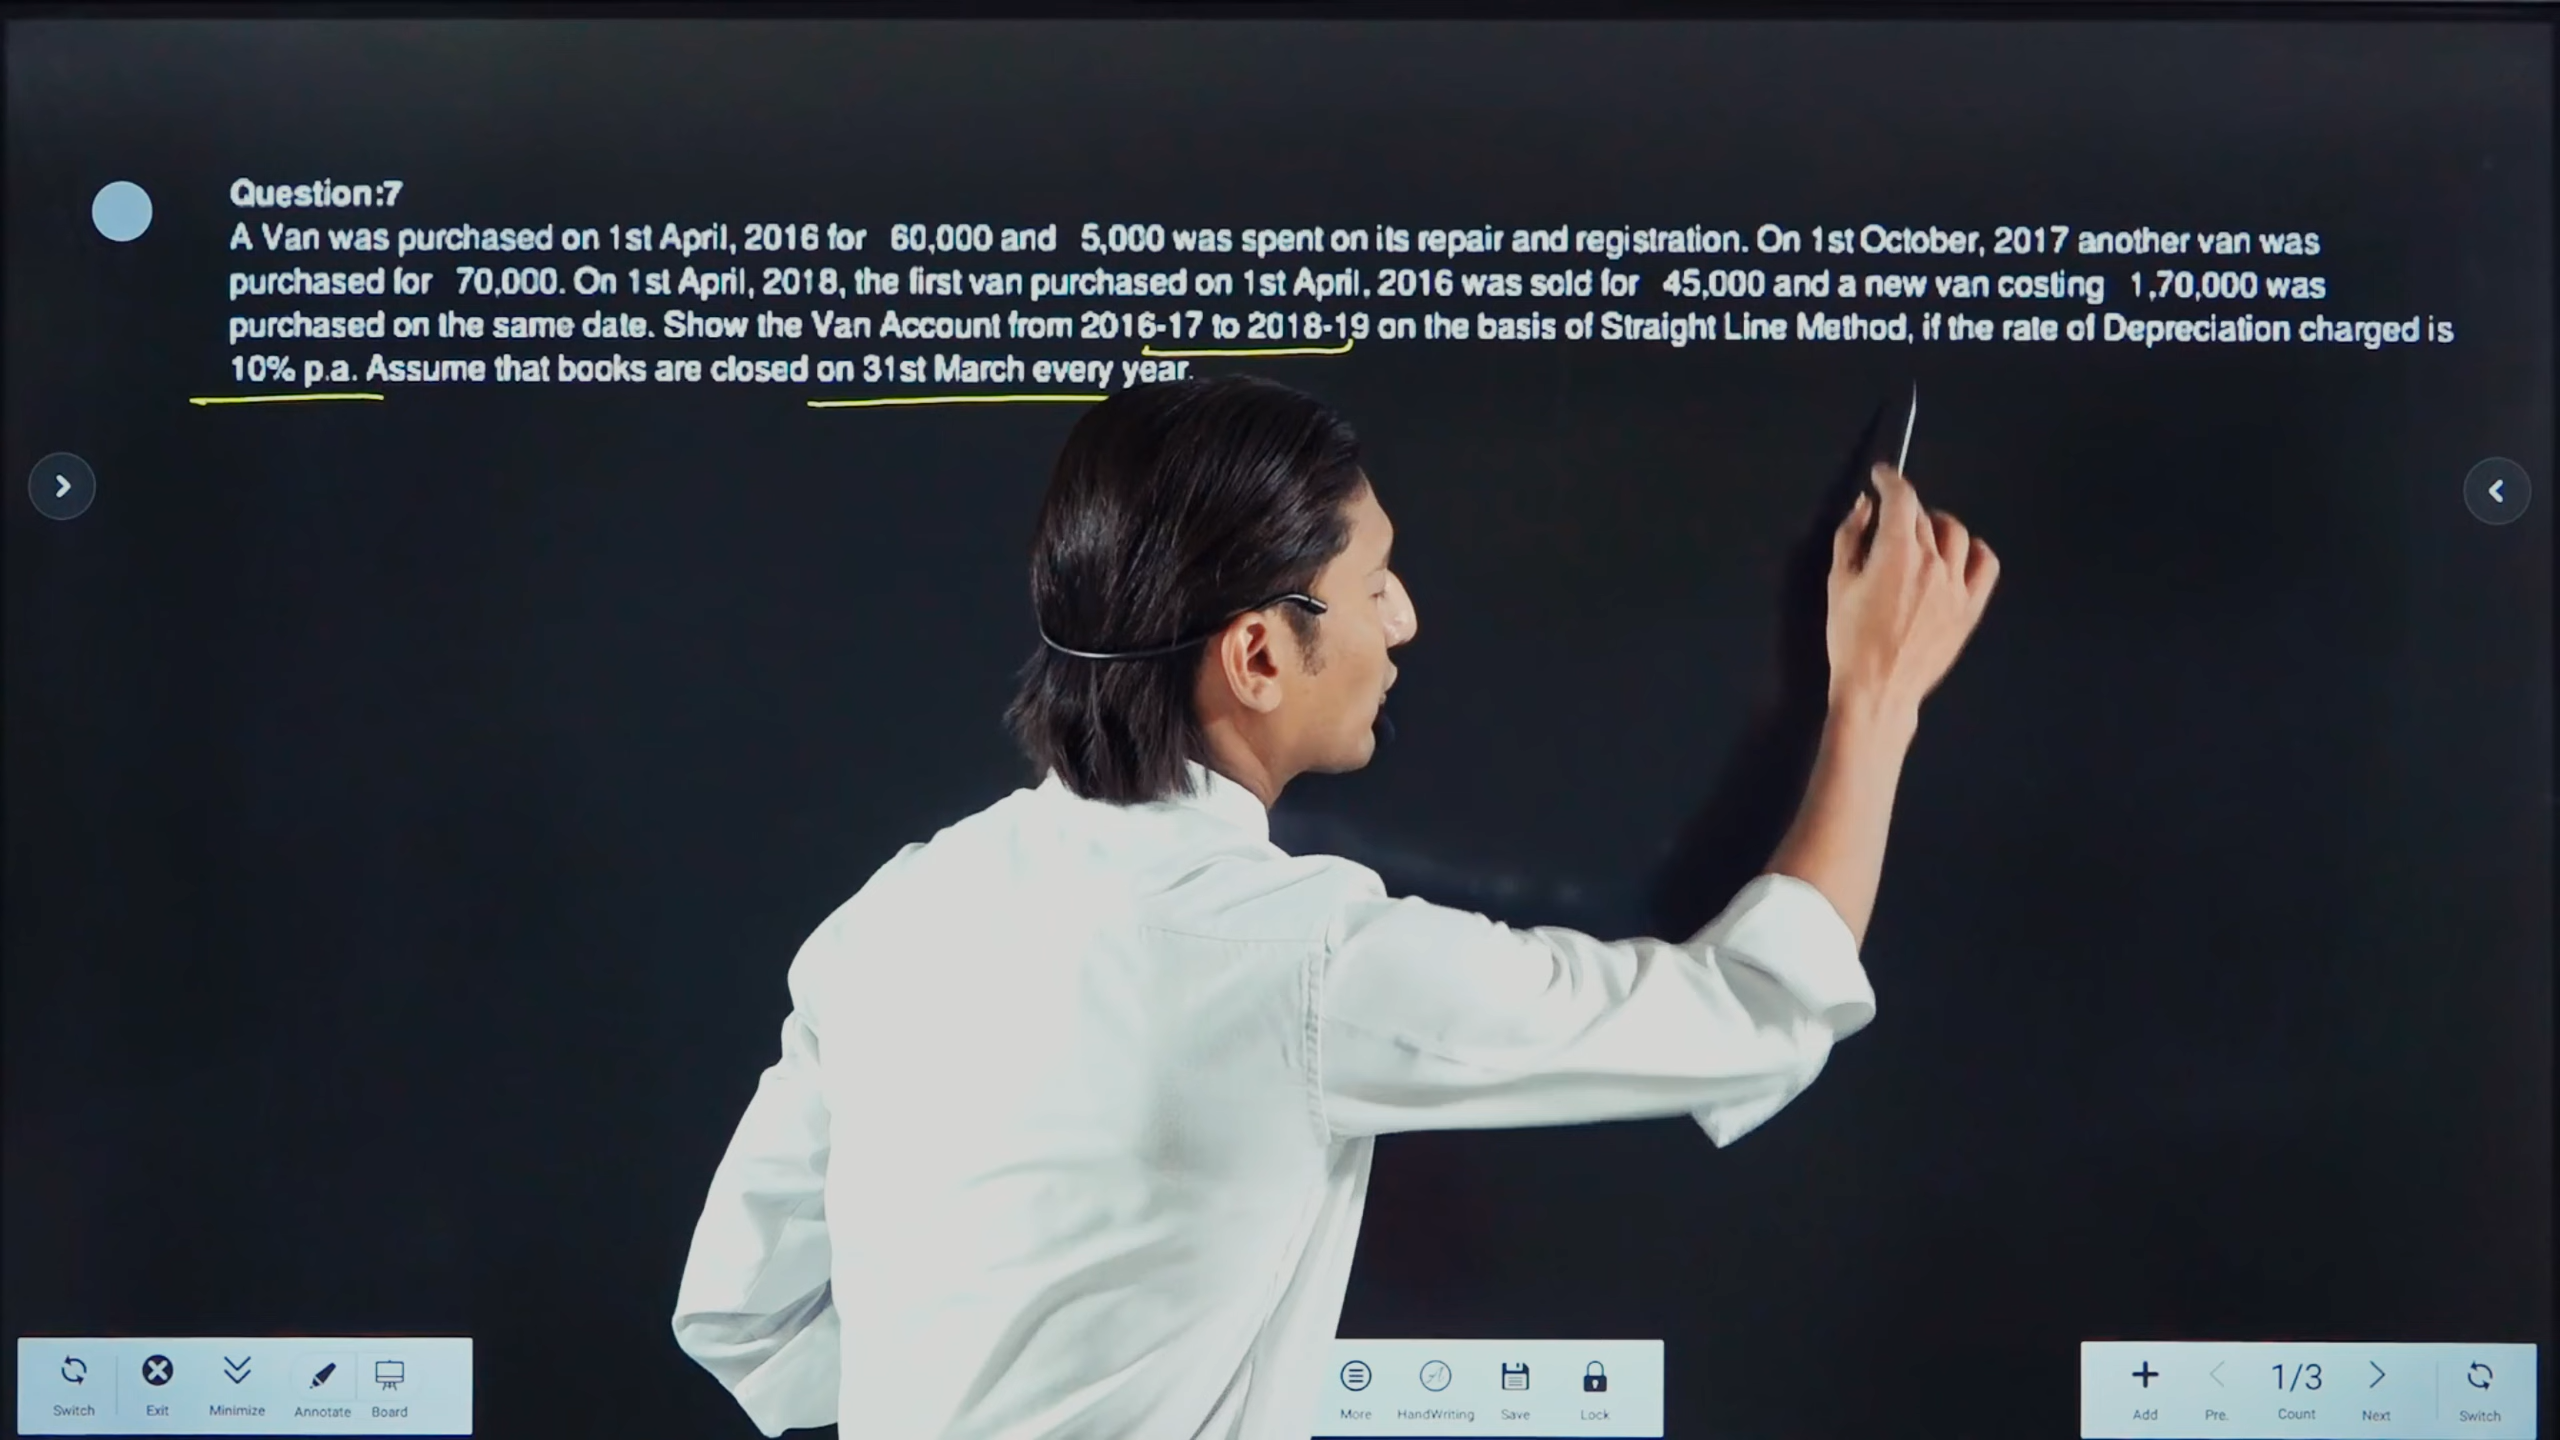 Question:7
A Van was purchased on 1st April, 2016 for 60,000 and 5,000 was spent on its repair and registration. On 1st October, 2017 another van was
purchased for 70,000. On 1st April, 2018, the first van purchased on 1st April, 2016 was sold for 45,000 and a new van costing 1,70,000 was
purchased on the same date. Show the Van Account from 2016-17 to 2018-19 on the basis of Straight Line Method, if the rate of Depreciation charged is
10% p.a. Assume that books are closed on 31st March every year.
Switch Exit Minimize Annotate Board More HandWriting Save Lock Add Pre. 1/3 Count Next Switch